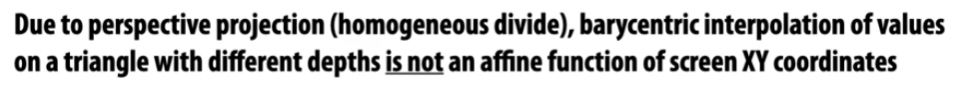 Due to perspective projection (homogeneous divide), barycentric interpolation of values
on a triangle with different depths is not an affine function of screen XY coordinates